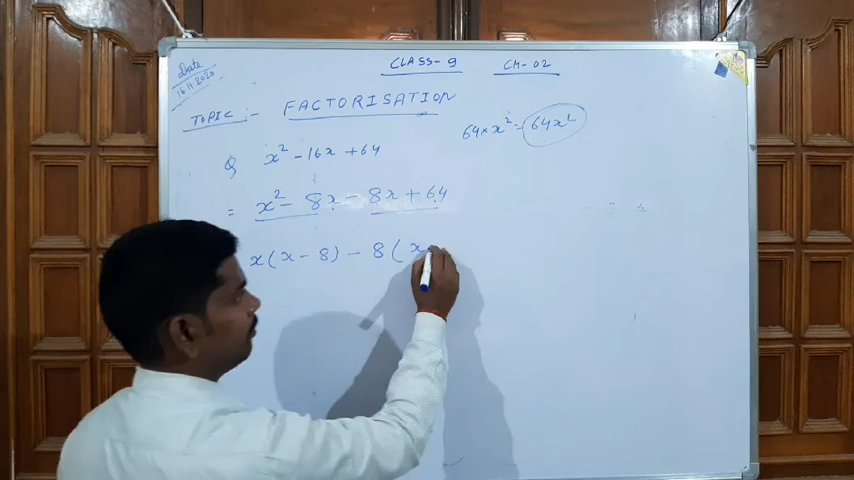 CLASS-9 CH-02
Date
16.11.2020
TOPIC :- FACTORISATION
64×x² = 64x²
Q x² - 16x + 64
= x² - 8x - 8x + 64
x(x - 8) - 8(x